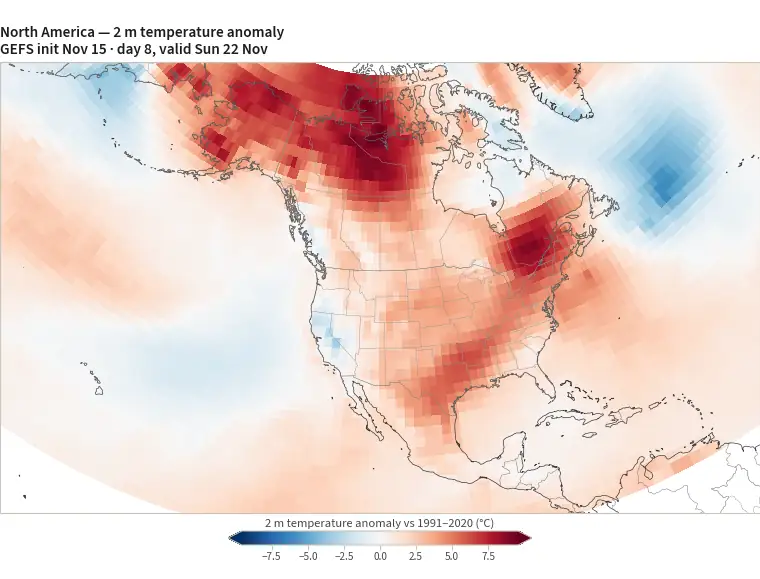 North America — 2 m temperature anomaly
GEFS init Nov 15 · day 8, valid Sun 22 Nov
2 m temperature anomaly vs 1991–2020 (°C)
−7.5 −5.0 −2.5 0.0 2.5 5.0 7.5